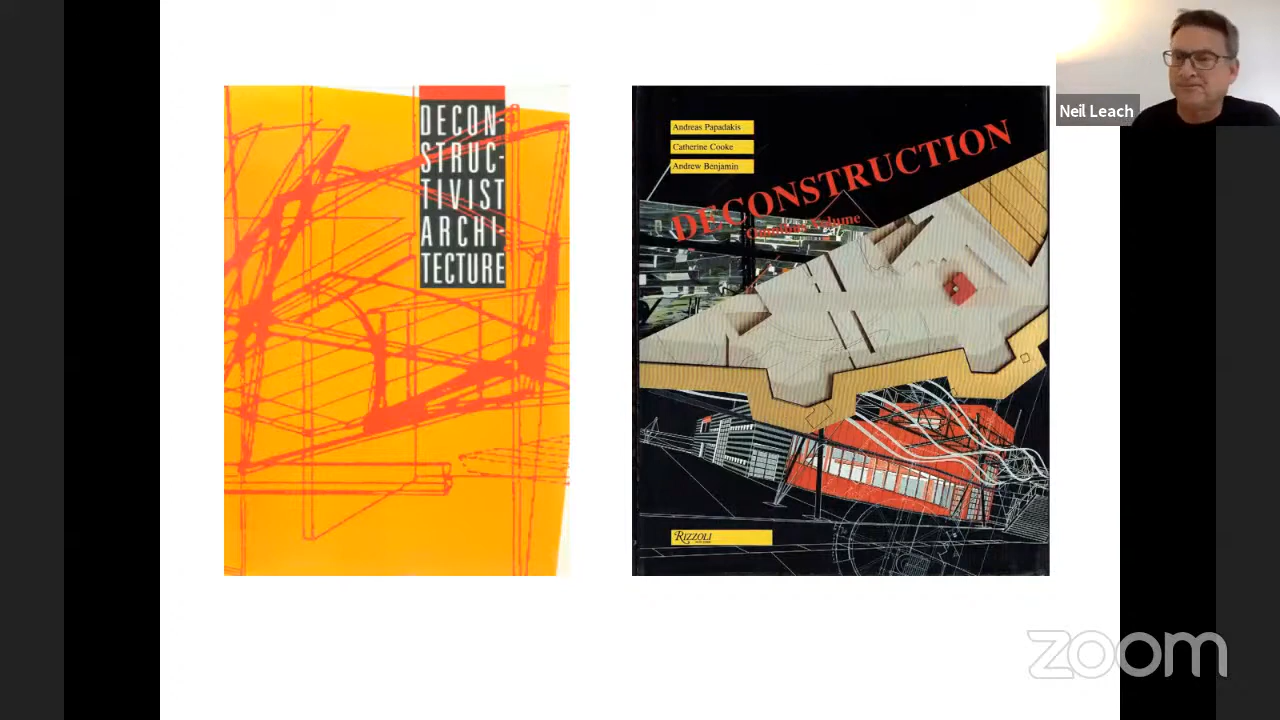 DECON-
STRUC-
TIVIST
ARCHI-
TECTURE
Andreas Papadakis
Catherine Cooke
Andrew Benjamin
DECONSTRUCTION
Omnibus Volume
RIZZOLI
Neil Leach
zoom